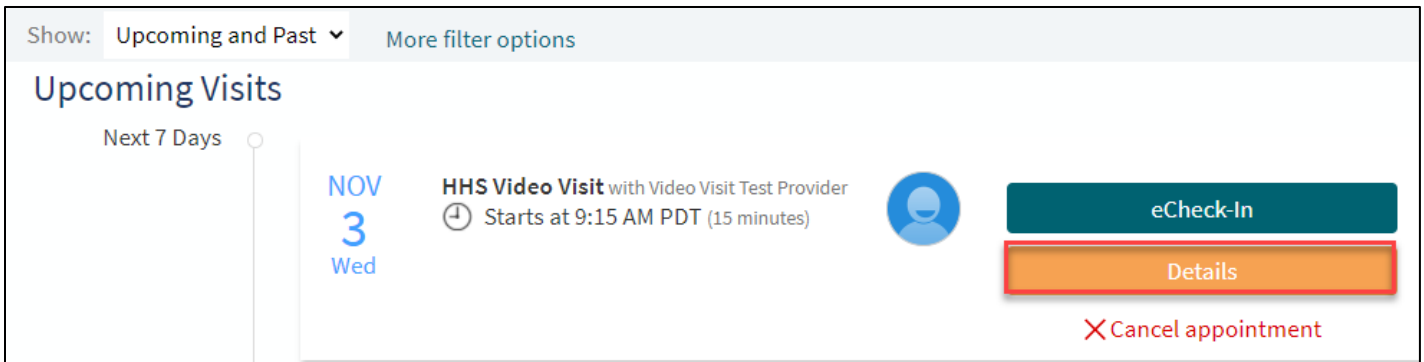 Show: Upcoming and Past More filter options
Upcoming Visits
Next 7 Days
NOV
3
Wed
HHS Video Visit with Video Visit Test Provider
Starts at 9:15 AM PDT (15 minutes)
eCheck-In
Details
Cancel appointment